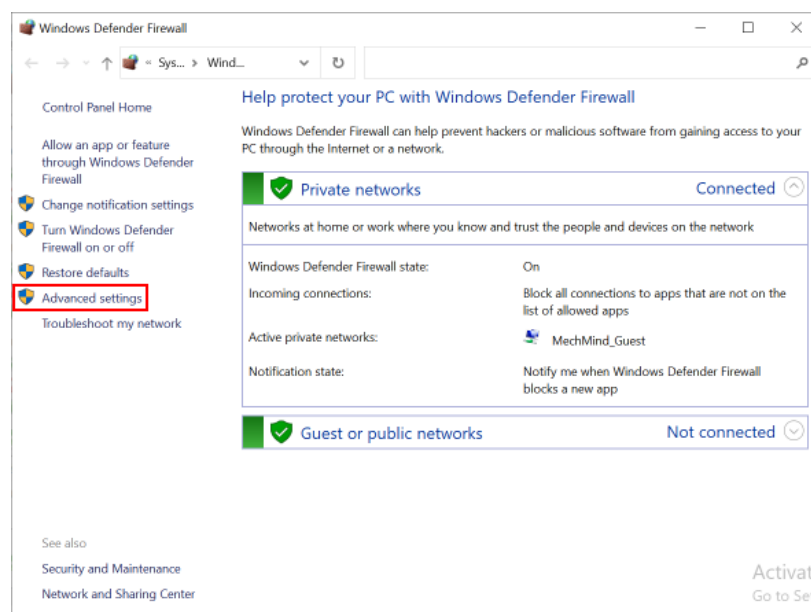 Windows Defender Firewall
« Sys... > Wind...
Control Panel Home
Allow an app or feature
through Windows Defender
Firewall
Change notification settings
Turn Windows Defender
Firewall on or off
Restore defaults
Advanced settings
Troubleshoot my network
Help protect your PC with Windows Defender Firewall
Windows Defender Firewall can help prevent hackers or malicious software from gaining access to your
PC through the Internet or a network.
Private networks Connected
Networks at home or work where you know and trust the people and devices on the network
Windows Defender Firewall state: On
Incoming connections: Block all connections to apps that are not on the
list of allowed apps
Active private networks: MechMind_Guest
Notification state: Notify me when Windows Defender Firewall
blocks a new app
Guest or public networks Not connected
See also
Security and Maintenance
Network and Sharing Center
Activat
Go to Se